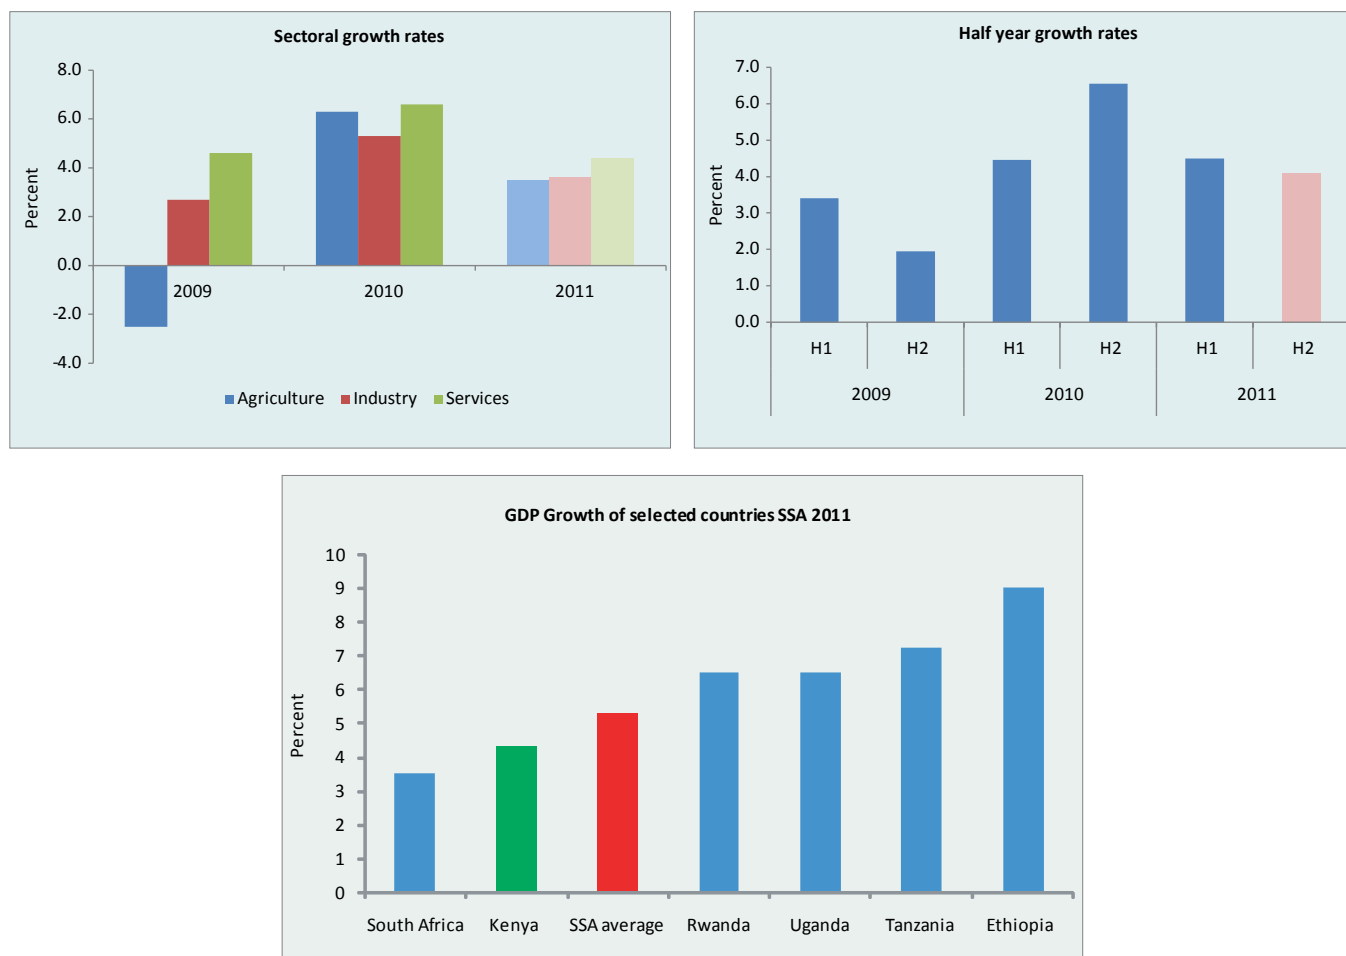 Sectoral growth rates
8.0
6.0
4.0
2.0
0.0
-2.0
-4.0
Percent
2009 2010 2011
Agriculture Industry Services
Half year growth rates
7.0
6.0
5.0
4.0
3.0
2.0
1.0
0.0
Percent
H1 H2 H1 H2 H1 H2
2009 2010 2011
GDP Growth of selected countries SSA 2011
10
9
8
7
6
5
4
3
2
1
0
Percent
South Africa Kenya SSA average Rwanda Uganda Tanzania Ethiopia